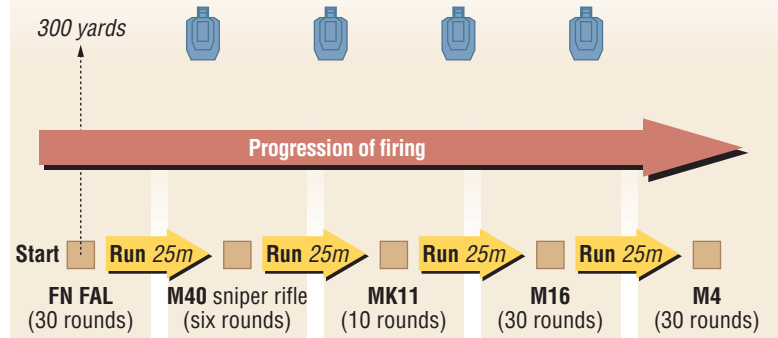 300 yards
Progression of firing
Start
Run 25m
Run 25m
Run 25m
Run 25m
FN FAL
(30 rounds)
M40 sniper rifle
(six rounds)
MK11
(10 rounds)
M16
(30 rounds)
M4
(30 rounds)